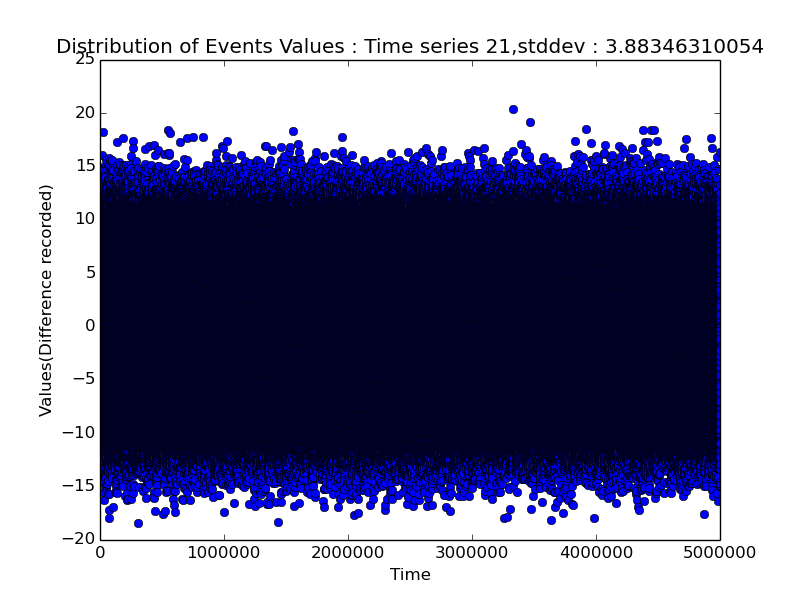 Distribution of Events Values : Time series 21,stddev : 3.88346310054
25
20
15
10
5
0
−5
−10
−15
−20
Values(Difference recorded)
0 1000000 2000000 3000000 4000000 5000000
Time